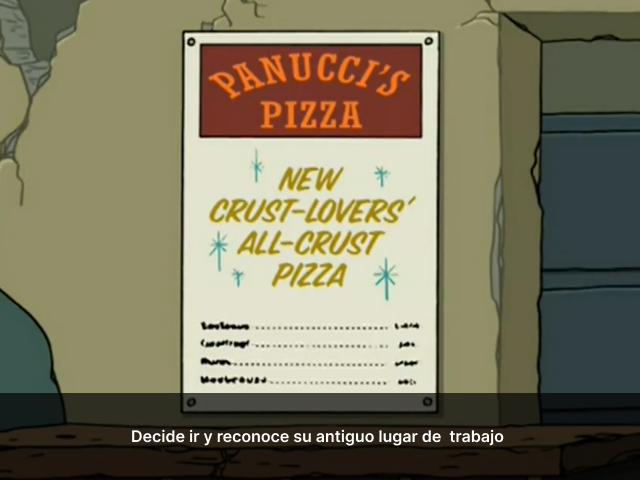 PANUCCI'S
PIZZA
NEW
CRUST-LOVERS'
ALL-CRUST
PIZZA
Decide ir y reconoce su antiguo lugar de  trabajo